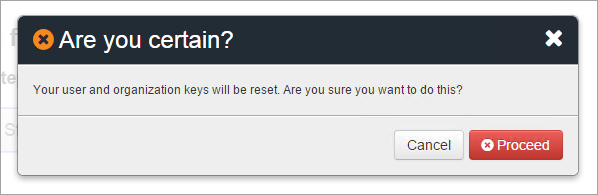 Are you certain?
Your user and organization keys will be reset. Are you sure you want to do this?
Cancel
Proceed